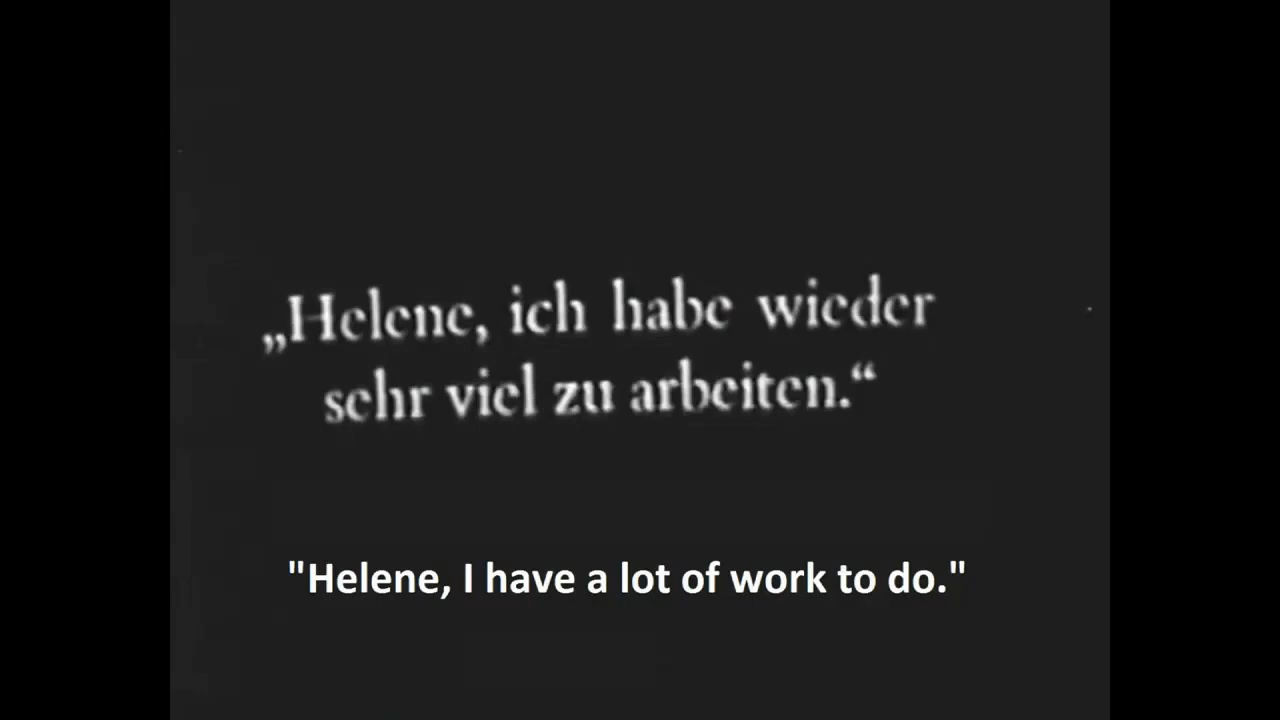 „Helene, ich habe wieder
sehr viel zu arbeiten.“
"Helene, I have a lot of work to do."